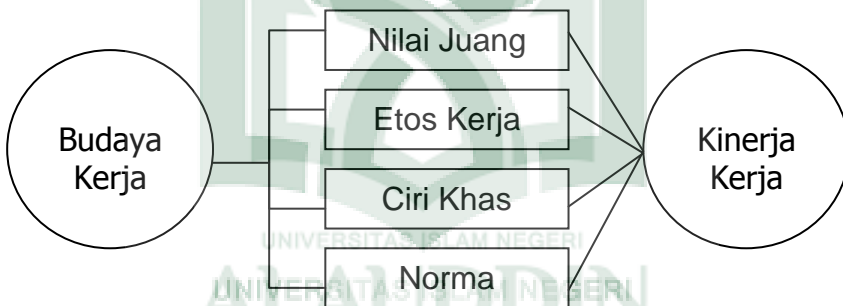 Nilai Juang
Etos Kerja
Budaya
Kerja
Kinerja
Kerja
Ciri Khas
UNIVERSITAS ISLAM NEGERI
Norma
UNIVERSITAS ISLAM NEGERI